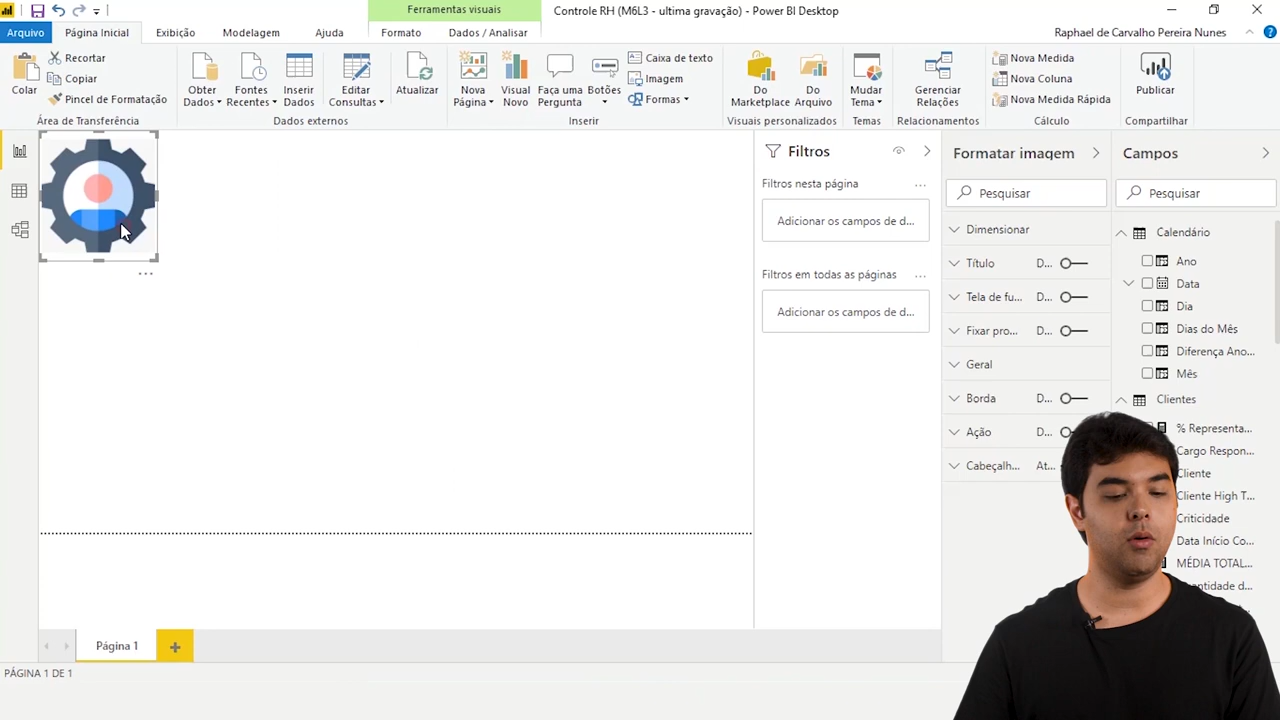 Ferramentas visuais
Controle RH (M6L3 - ultima gravação) - Power BI Desktop
Arquivo
Página Inicial
Exibição
Modelagem
Ajuda
Formato
Dados / Analisar
Raphael de Carvalho Pereira Nunes
Colar
Recortar
Copiar
Pincel de Formatação
Área de Transferência
Obter Dados
Fontes Recentes
Inserir Dados
Editar Consultas
Atualizar
Dados externos
Nova Página
Visual Novo
Faça uma Pergunta
Botões
Caixa de texto
Imagem
Formas
Inserir
Do Marketplace
Do Arquivo
Visuais personalizados
Mudar Tema
Temas
Gerenciar Relações
Relacionamentos
Nova Medida
Nova Coluna
Nova Medida Rápida
Cálculo
Publicar
Compartilhar
Filtros
Filtros nesta página
...
Adicionar os campos de d...
Filtros em todas as páginas
...
Adicionar os campos de d...
Formatar imagem
Pesquisar
Dimensionar
Título D...
Tela de fu... D...
Fixar pro... D...
Geral
Borda D...
Ação D...
Cabeçalh... At...
Campos
Pesquisar
Calendário
Ano
Data
Dia
Dias do Mês
Diferença Ano...
Mês
Clientes
% Representa...
Cargo Respon...
Cliente
Cliente High T...
Criticidade
Data Início Co...
MÉDIA TOTAL...
Página 1
PÁGINA 1 DE 1